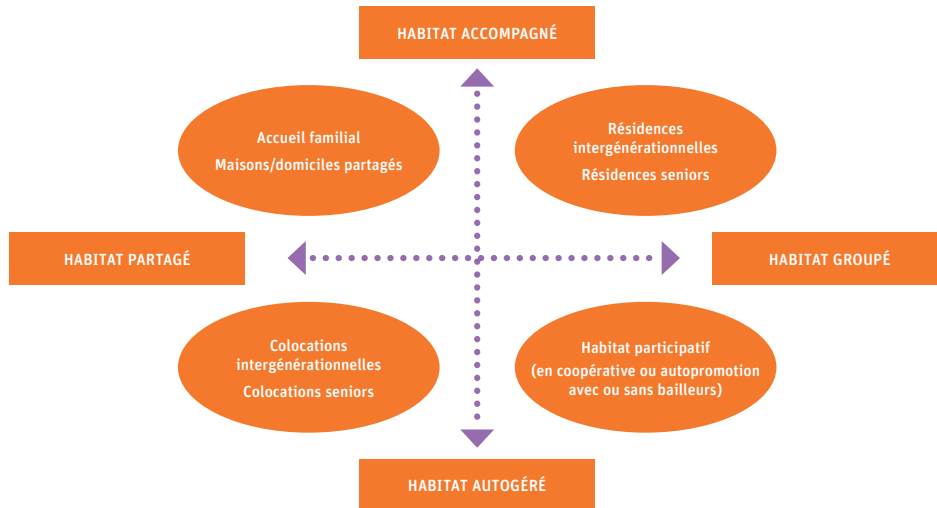 HABITAT ACCOMPAGNÉ
Accueil familial
Maisons/domiciles partagés
Résidences
intergénérationnelles
Résidences seniors
HABITAT PARTAGÉ
HABITAT GROUPÉ
Colocations
intergénérationnelles
Colocations seniors
Habitat participatif
(en coopérative ou autopromotion
avec ou sans bailleurs)
HABITAT AUTOGÉRÉ